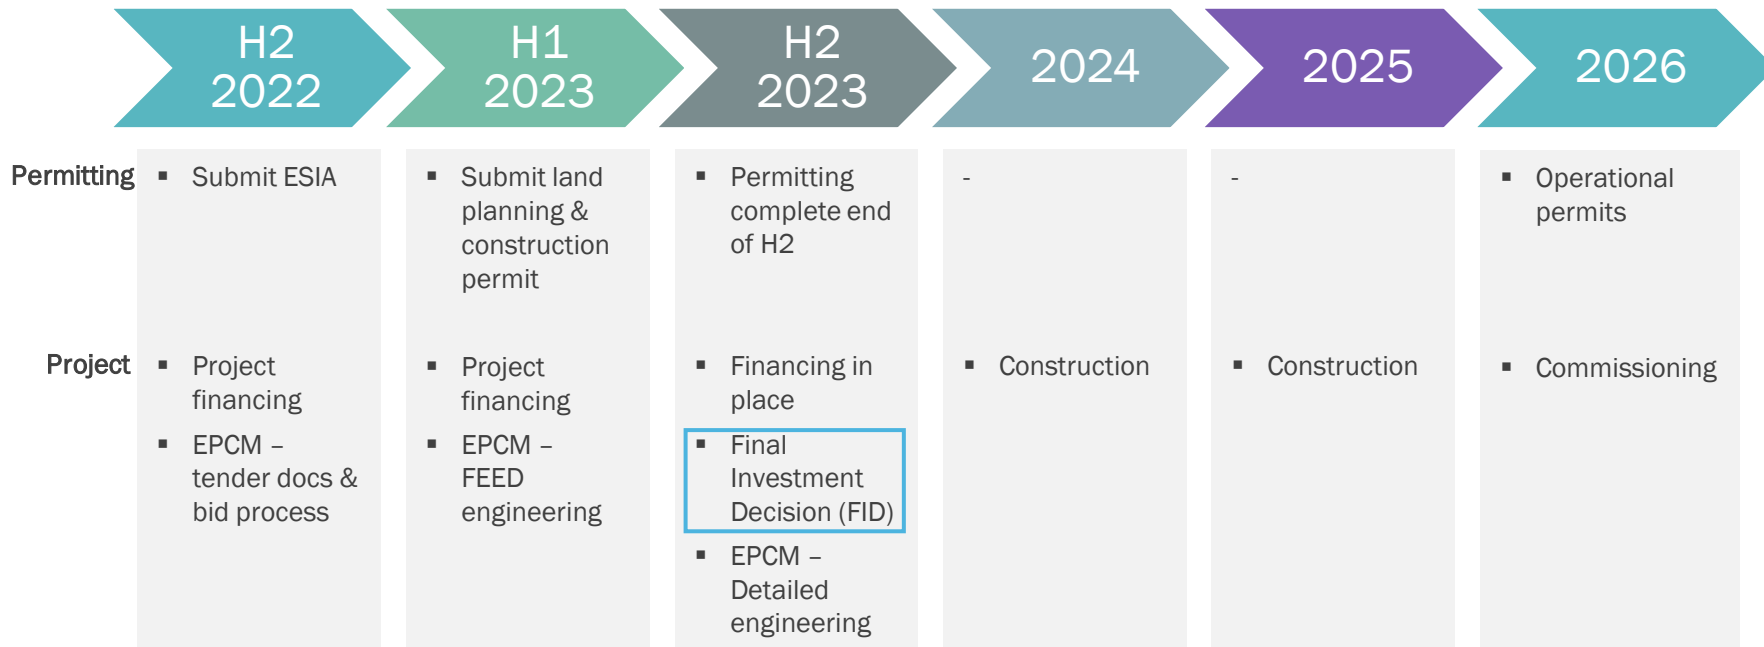 H2
2022
H1
2023
H2
2023
2024
2025
2026
Permitting
▪ Submit ESIA
▪ Submit land
planning &
construction
permit
▪ Permitting
complete end
of H2
-
-
▪ Operational
permits
Project
▪ Project
financing
▪ EPCM –
tender docs &
bid process
▪ Project
financing
▪ EPCM –
FEED
engineering
▪ Financing in
place
▪ Final
Investment
Decision (FID)
▪ EPCM –
Detailed
engineering
▪ Construction
▪ Construction
▪ Commissioning